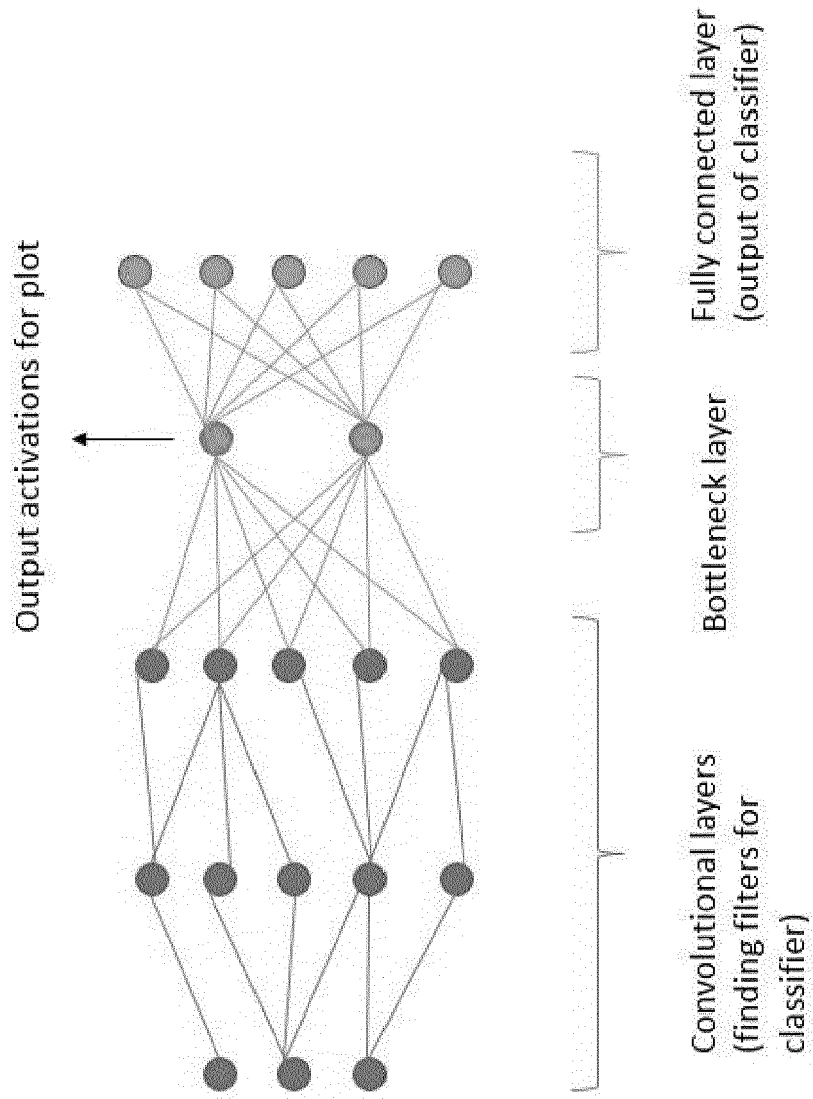 Output activations for plot
Convolutional layers
(finding filters for
classifier)
Bottleneck layer
Fully connected layer
(output of classifier)